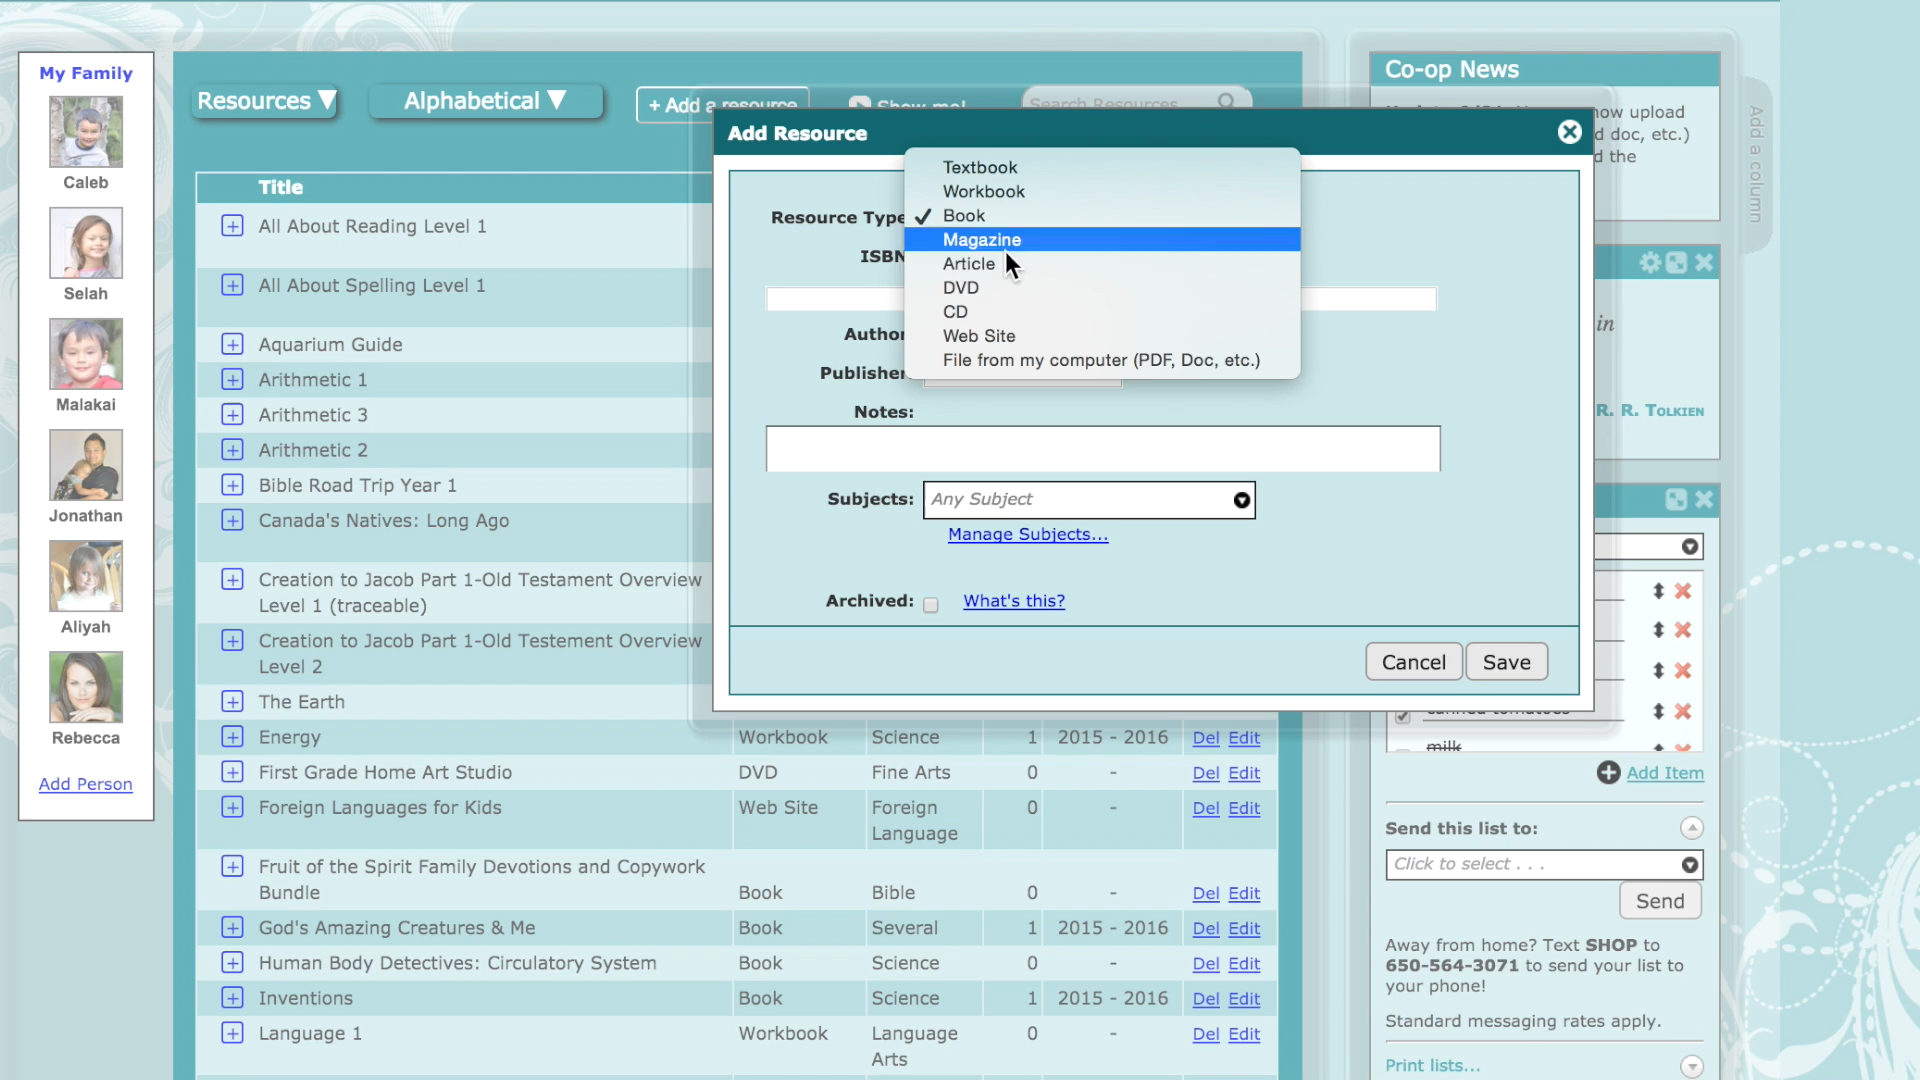 My Family
Caleb
Selah
Malakai
Jonathan
Aliyah
Rebecca
Add Person
Resources ▼
Alphabetical ▼
+ Add a resource
Show me!
Search Resources
Title
All About Reading Level 1
All About Spelling Level 1
Aquarium Guide
Arithmetic 1
Arithmetic 3
Arithmetic 2
Bible Road Trip Year 1
Canada's Natives: Long Ago
Creation to Jacob Part 1-Old Testament Overview
Level 1 (traceable)
Creation to Jacob Part 1-Old Testement Overview
Level 2
The Earth
Energy Workbook Science 1 2015 - 2016 Del Edit
First Grade Home Art Studio DVD Fine Arts 0 - Del Edit
Foreign Languages for Kids Web Site Foreign 0 - Del Edit
Language
Fruit of the Spirit Family Devotions and Copywork
Bundle Book Bible 0 - Del Edit
God's Amazing Creatures & Me Book Several 1 2015 - 2016 Del Edit
Human Body Detectives: Circulatory System Book Science 0 - Del Edit
Inventions Book Science 1 2015 - 2016 Del Edit
Language 1 Workbook Language 0 - Del Edit
Arts
Add Resource
Resource Type
ISBN
Author
Publisher
Notes:
Subjects: Any Subject
Manage Subjects...
Archived: What's this?
Cancel Save
Textbook
Workbook
✓ Book
Magazine
Article
DVD
CD
Web Site
File from my computer (PDF, Doc, etc.)
Co-op News
now upload
d doc, etc.)
d the
Add a column
in
R. R. Tolkien
canned tomatoes
milk
Add Item
Send this list to:
Click to select . . .
Send
Away from home? Text SHOP to
650-564-3071 to send your list to
your phone!
Standard messaging rates apply.
Print lists...